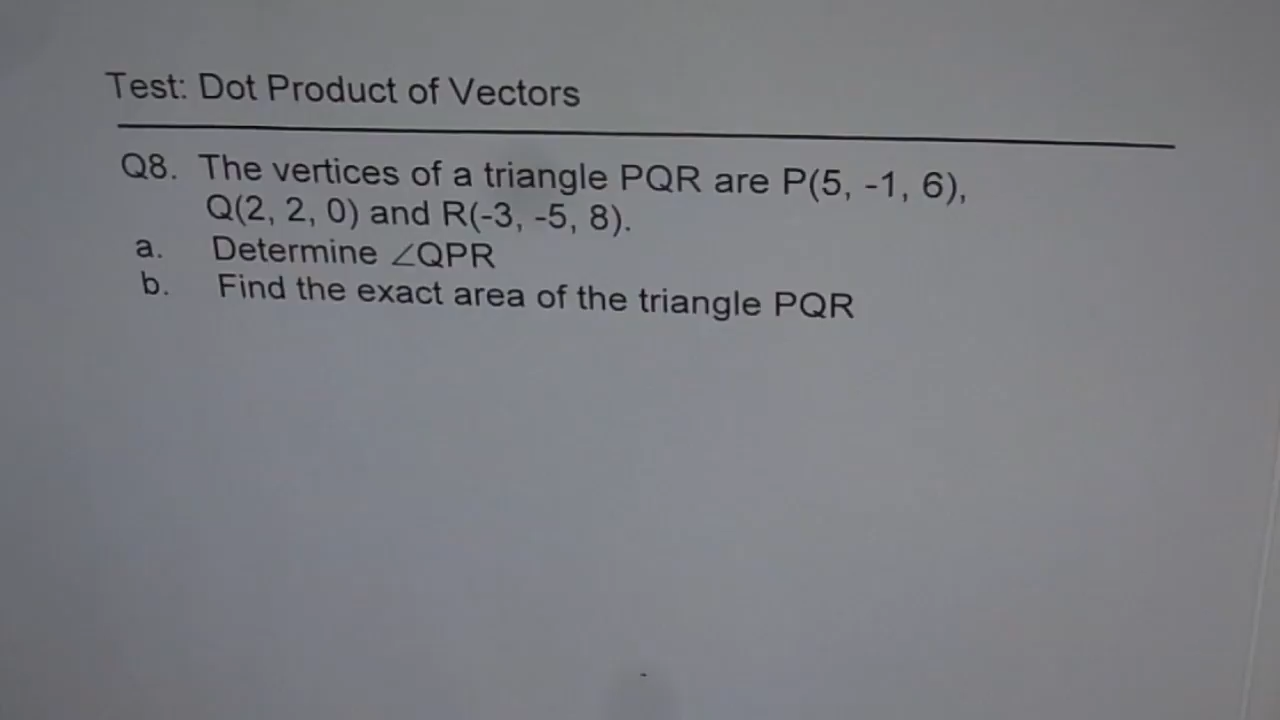 Test: Dot Product of Vectors
Q8. The vertices of a triangle PQR are P(5, -1, 6),
Q(2, 2, 0) and R(-3, -5, 8).
a. Determine ∠QPR
b. Find the exact area of the triangle PQR